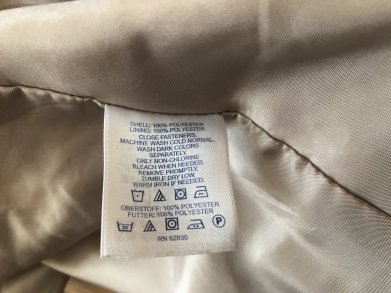 SHELL: 100% POLYESTER
LINING: 100% POLYESTER
CLOSE FASTENERS,
MACHINE WASH COLD NORMAL,
WASH DARK COLORS
SEPARATELY.
ONLY NON-CHLORINE
BLEACH WHEN NEEDED,
REMOVE PROMPTLY,
TUMBLE DRY LOW.
WARM IRON IF NEEDED.
OBERSTOFF: 100% POLYESTER
FUTTER: 100% POLYESTER
30
P
RN 62830